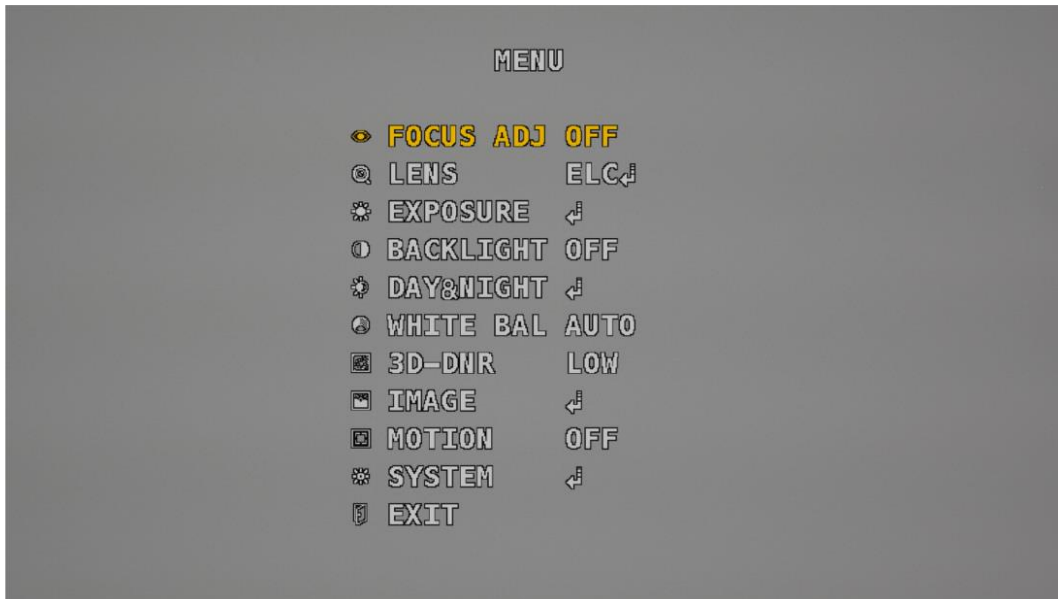 MENU
FOCUS ADJ OFF
LENS ELC↲
EXPOSURE ↲
BACKLIGHT OFF
DAY&NIGHT ↲
WHITE BAL AUTO
3D-DNR LOW
IMAGE ↲
MOTION OFF
SYSTEM ↲
EXIT